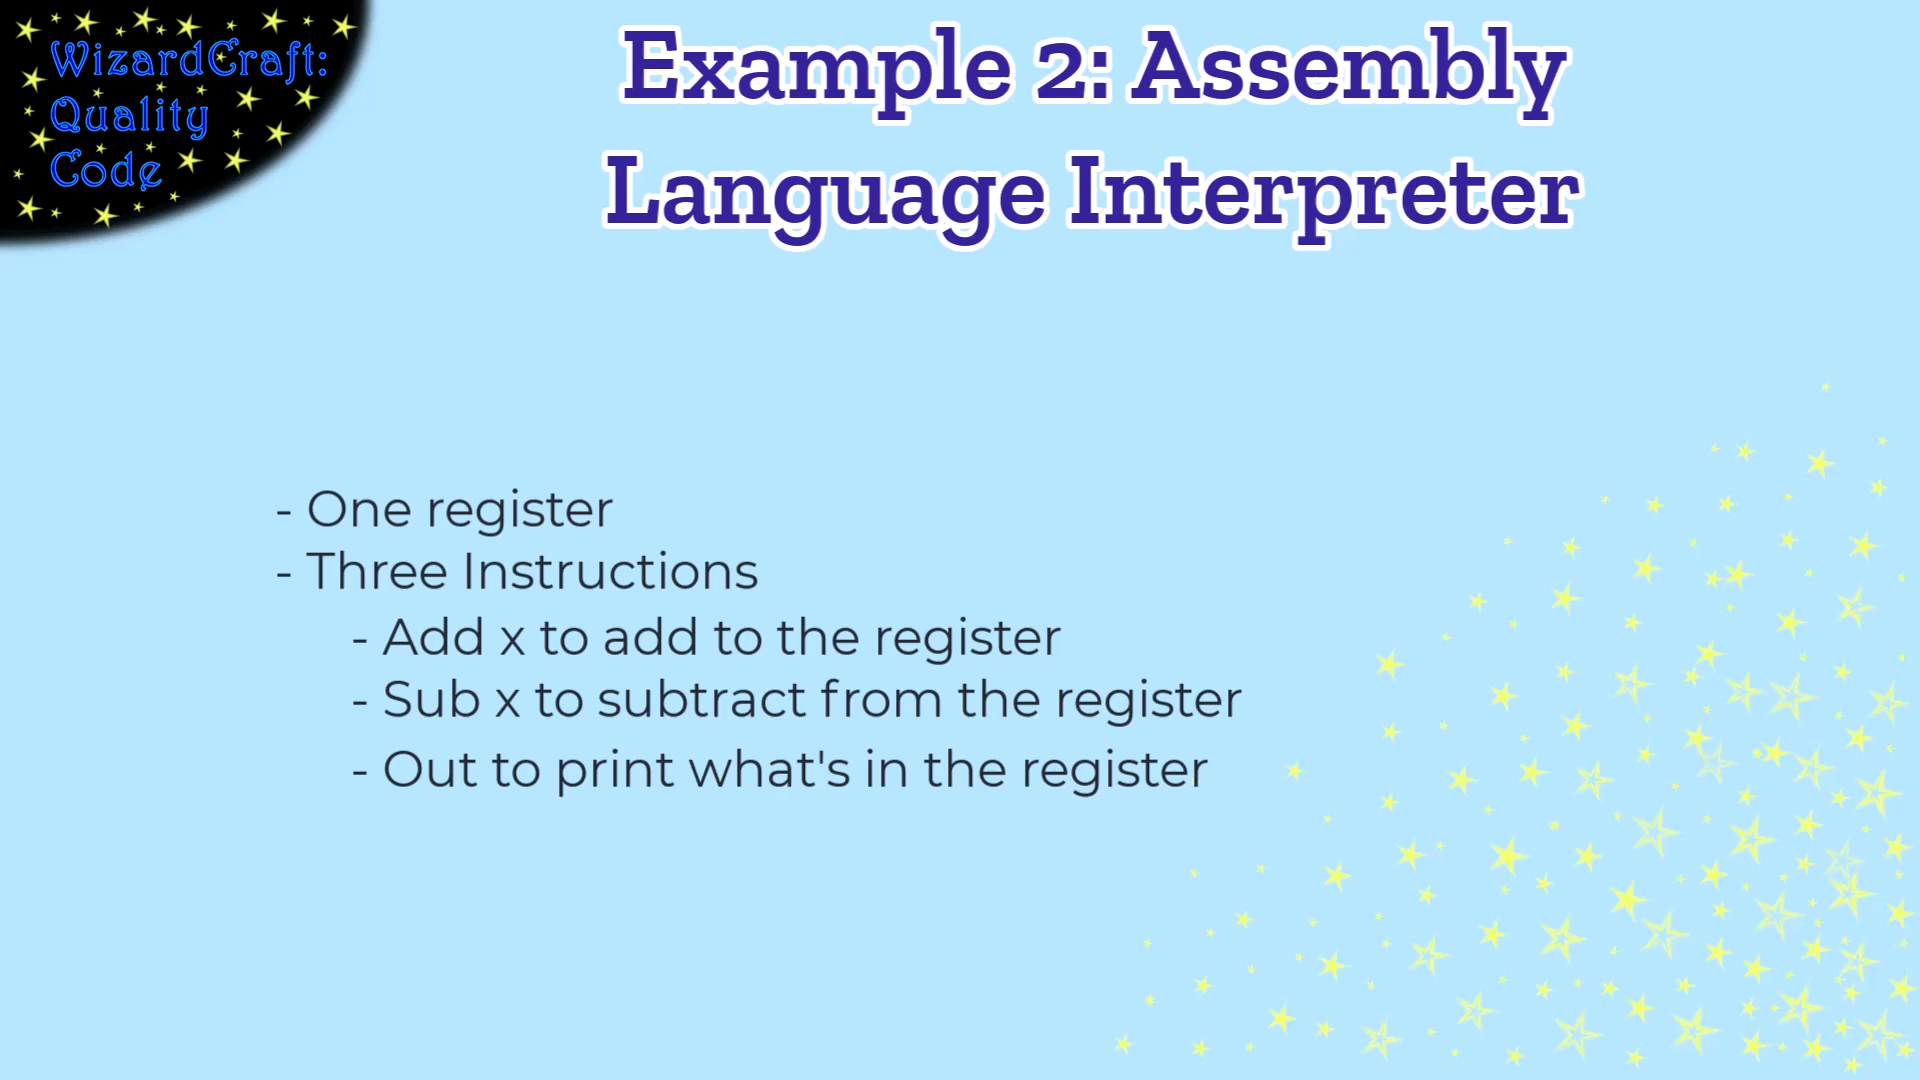 WizardCraft:
Quality
Code
Example 2: Assembly
Language Interpreter
- One register
- Three Instructions
- Add x to add to the register
- Sub x to subtract from the register
- Out to print what's in the register